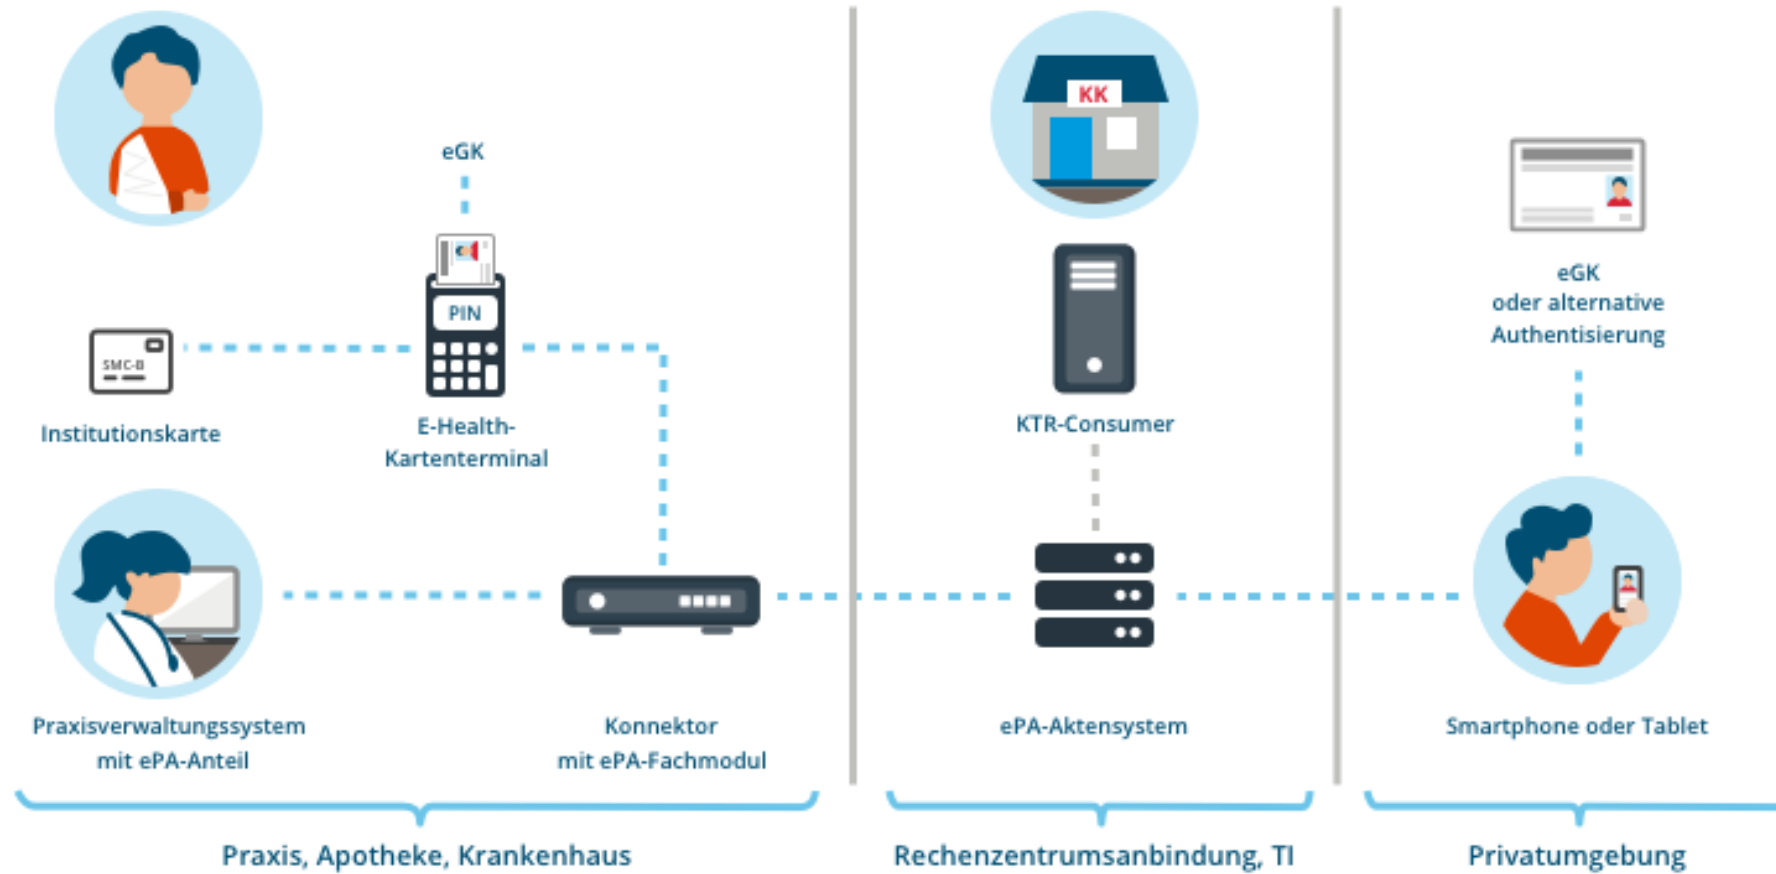 eGK
PIN
SMC-B
Institutionskarte
E-Health-
Kartenterminal
Praxisverwaltungssystem
mit ePA-Anteil
Konnektor
mit ePA-Fachmodul
Praxis, Apotheke, Krankenhaus
KK
KTR-Consumer
ePA-Aktensystem
Rechenzentrumsanbindung, TI
eGK
oder alternative
Authentisierung
Smartphone oder Tablet
Privatumgebung